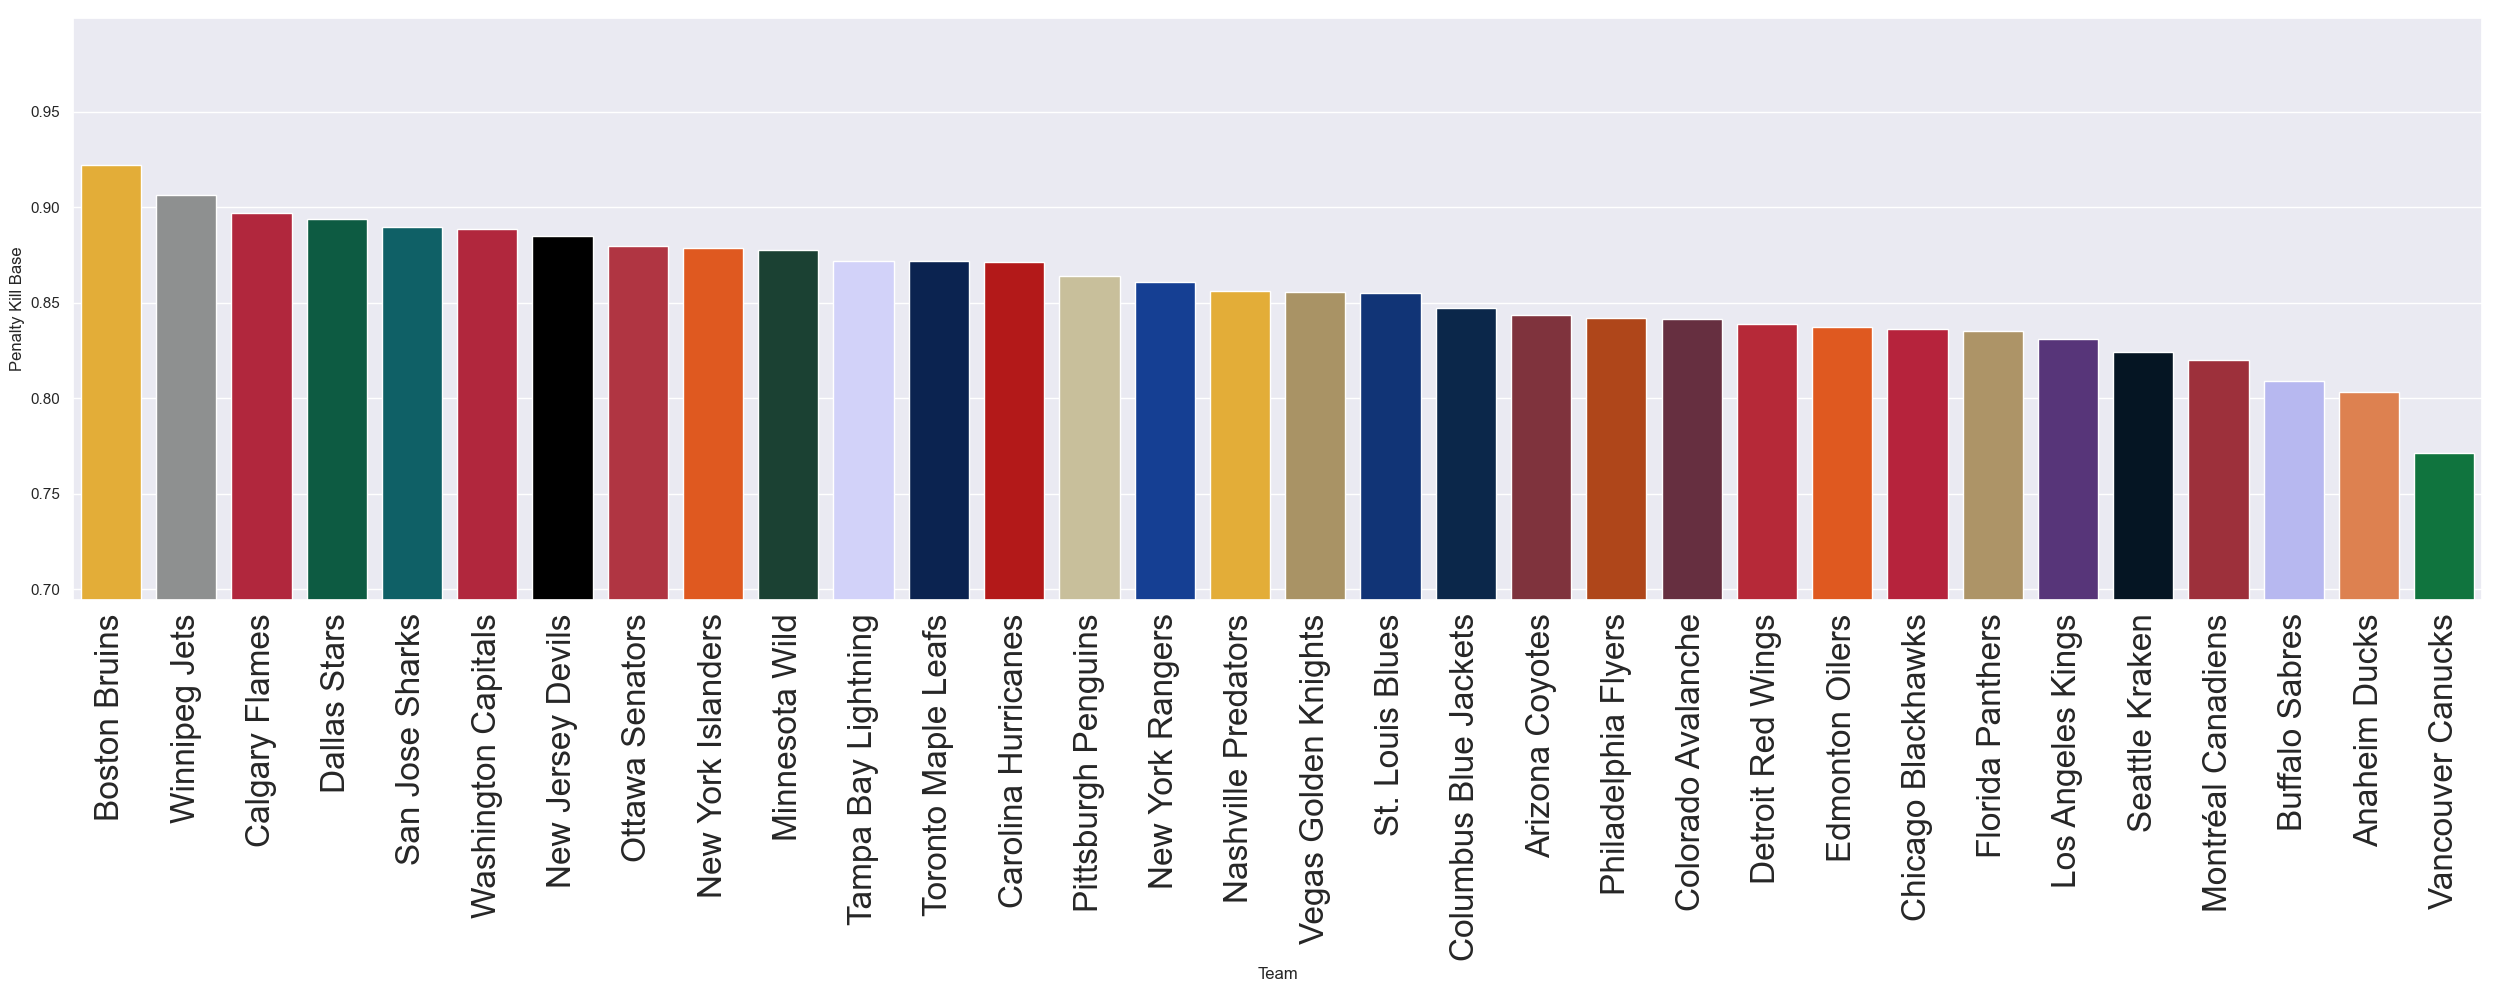 0.95
0.90
0.85
0.80
0.75
0.70
Penalty Kill Base
Boston Bruins
Winnipeg Jets
Calgary Flames
Dallas Stars
San Jose Sharks
Washington Capitals
New Jersey Devils
Ottawa Senators
New York Islanders
Minnesota Wild
Tampa Bay Lightning
Toronto Maple Leafs
Carolina Hurricanes
Pittsburgh Penguins
New York Rangers
Nashville Predators
Vegas Golden Knights
St. Louis Blues
Columbus Blue Jackets
Arizona Coyotes
Philadelphia Flyers
Colorado Avalanche
Detroit Red Wings
Edmonton Oilers
Chicago Blackhawks
Florida Panthers
Los Angeles Kings
Seattle Kraken
Montréal Canadiens
Buffalo Sabres
Anaheim Ducks
Vancouver Canucks
Team